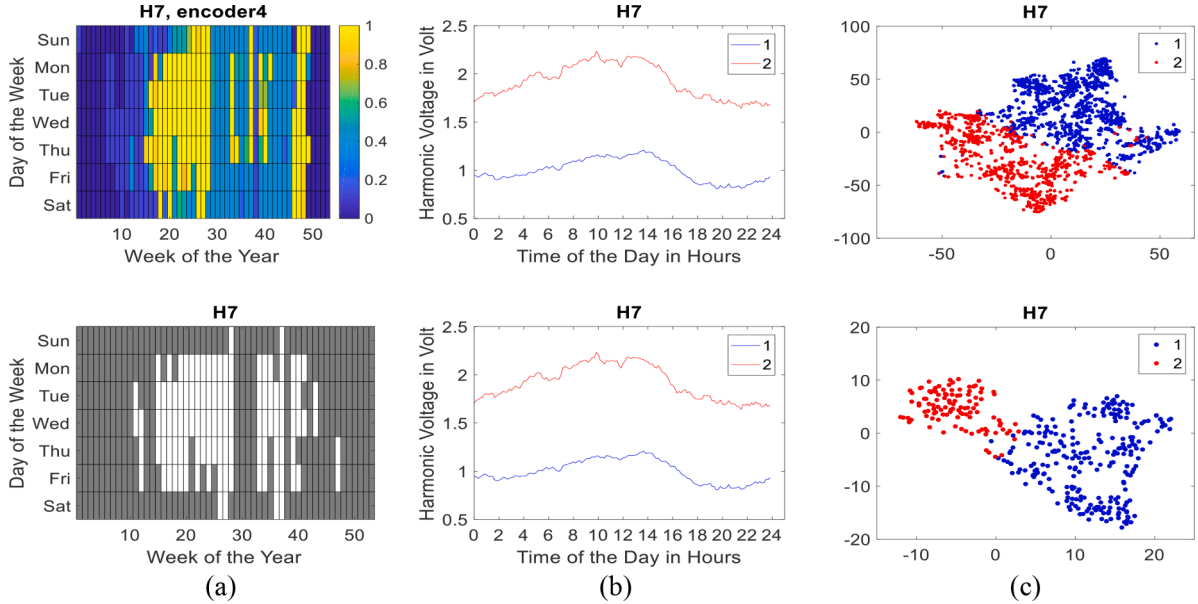 H7, encoder4
Day of the Week
Sun
Mon
Tue
Wed
Thu
Fri
Sat
10 20 30 40 50
Week of the Year
1
0.8
0.6
0.4
0.2
0
H7
Harmonic Voltage in Volt
2.5
2
1.5
1
0.5
0 2 4 6 8 10 12 14 16 18 20 22 24
Time of the Day in Hours
1
2
H7
100
50
0
-50
-100
-50 0 50
1
2
H7
Day of the Week
Sun
Mon
Tue
Wed
Thu
Fri
Sat
10 20 30 40 50
Week of the Year
(a)
H7
Harmonic Voltage in Volt
2.5
2
1.5
1
0.5
0 2 4 6 8 10 12 14 16 18 20 22 24
Time of the Day in Hours
1
2
(b)
H7
20
10
0
-10
-20
-10 0 10 20
1
2
(c)